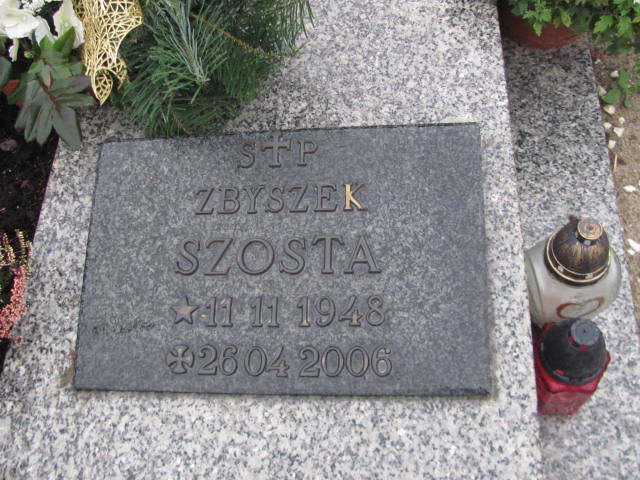 S✝P
ZBYSZEK
SZOSTA
★11 11 1948
✠26 04 2006